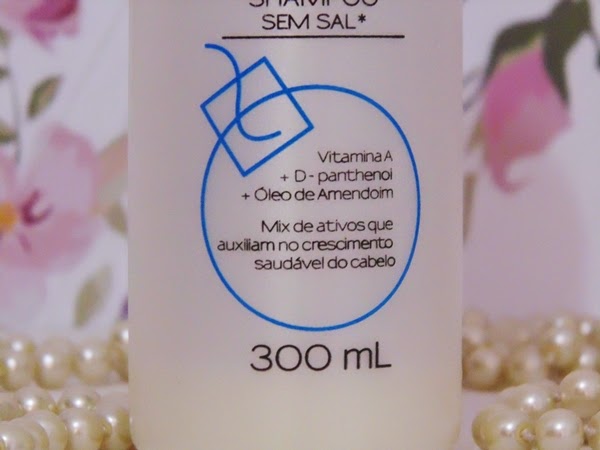 SHAMPOO
SEM SAL*
Vitamina A
+ D - panthenol
+ Óleo de Amendoim
Mix de ativos que
auxiliam no crescimento
saudável do cabelo
300 mL